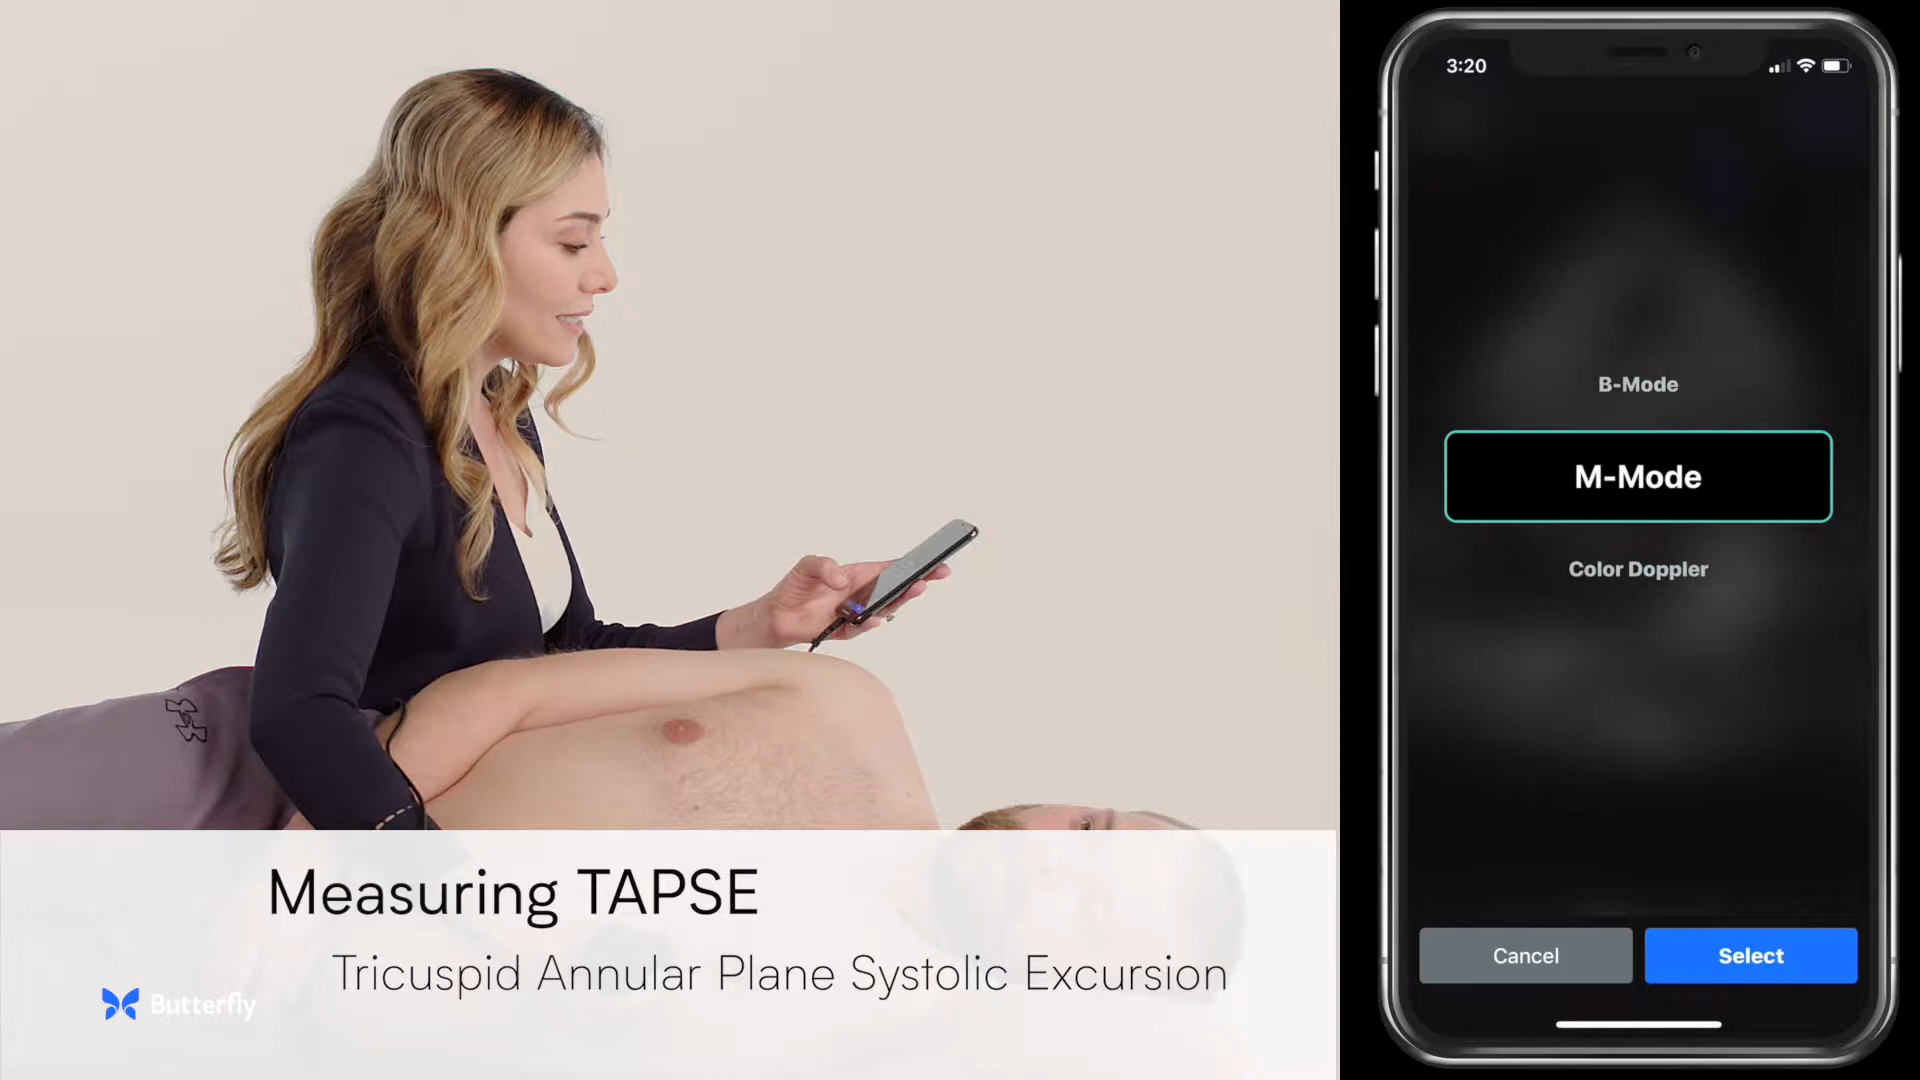 Measuring TAPSE
Tricuspid Annular Plane Systolic Excursion
Butterfly
3:20
B-Mode
M-Mode
Color Doppler
Cancel
Select